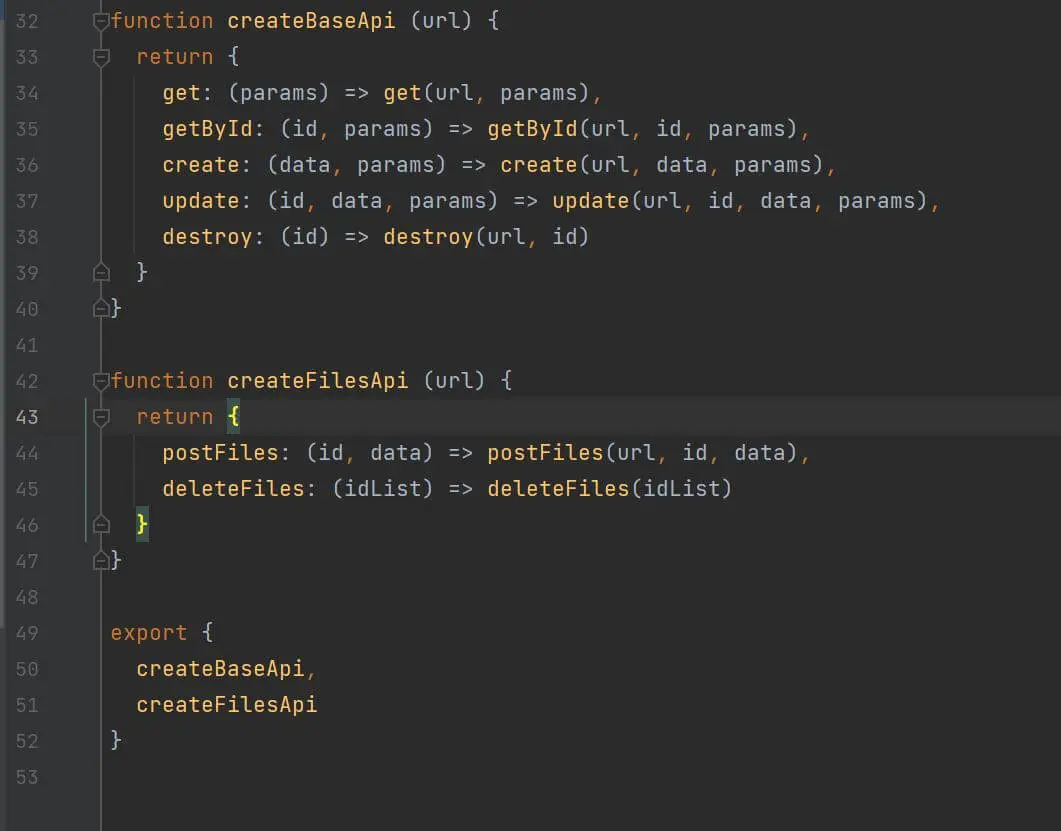 32 function createBaseApi (url) {
33 return {
34 get: (params) => get(url, params),
35 getById: (id, params) => getById(url, id, params),
36 create: (data, params) => create(url, data, params),
37 update: (id, data, params) => update(url, id, data, params),
38 destroy: (id) => destroy(url, id)
39 }
40 }
41
42 function createFilesApi (url) {
43 return {
44 postFiles: (id, data) => postFiles(url, id, data),
45 deleteFiles: (idList) => deleteFiles(idList)
46 }
47 }
48
49 export {
50 createBaseApi,
51 createFilesApi
52 }
53